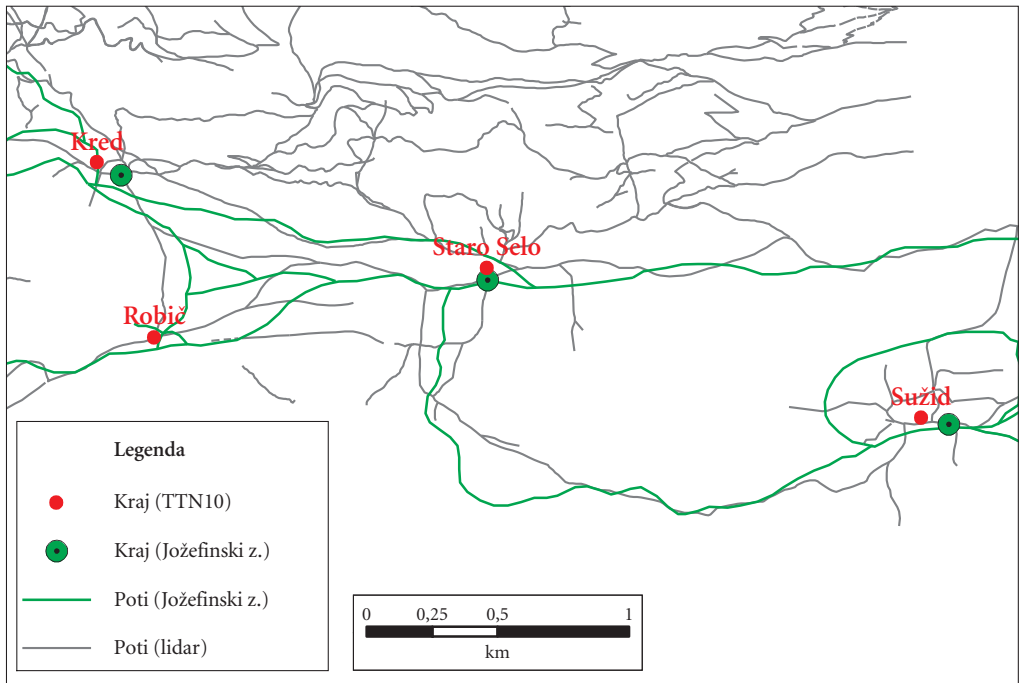 Kred
Staro Selo
Robič
Sužid
Legenda
Kraj (TTN10)
Kraj (Jožefinski z.)
Poti (Jožefinski z.)
Poti (lidar)
0 0,25 0,5 1
km